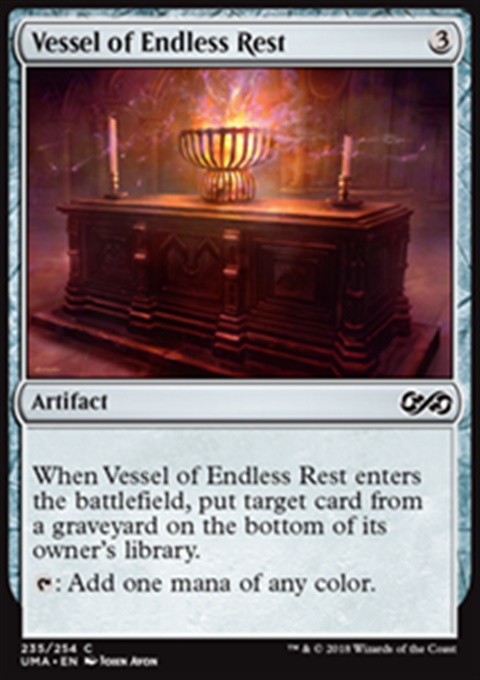 Vessel of Endless Rest 3
Artifact
When Vessel of Endless Rest enters
the battlefield, put target card from
a graveyard on the bottom of its
owner's library.
: Add one mana of any color.
235/254 C
UMA • EN John Avon
™ & © 2018 Wizards of the Coast